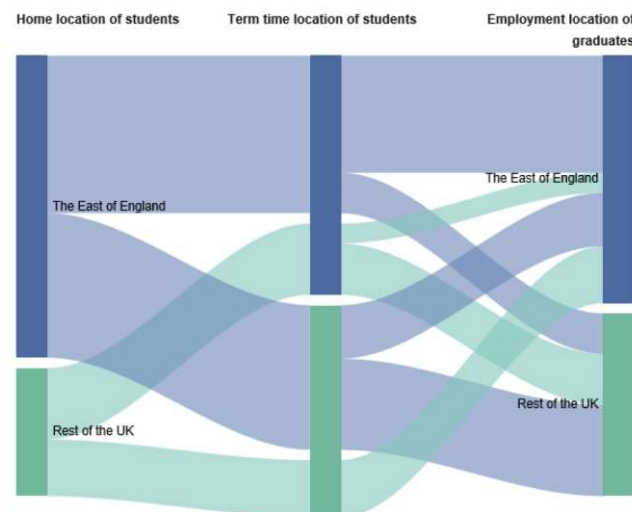 Home location of students
Term time location of students
Employment location of
graduates
The East of England
The East of England
Rest of the UK
Rest of the UK